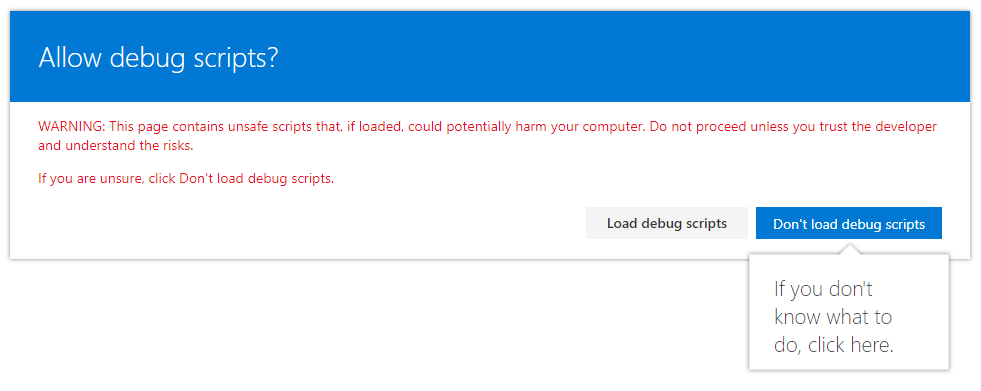 Allow debug scripts?
WARNING: This page contains unsafe scripts that, if loaded, could potentially harm your computer. Do not proceed unless you trust the developer
and understand the risks.
If you are unsure, click Don't load debug scripts.
Load debug scripts
Don't load debug scripts
If you don't
know what to
do, click here.